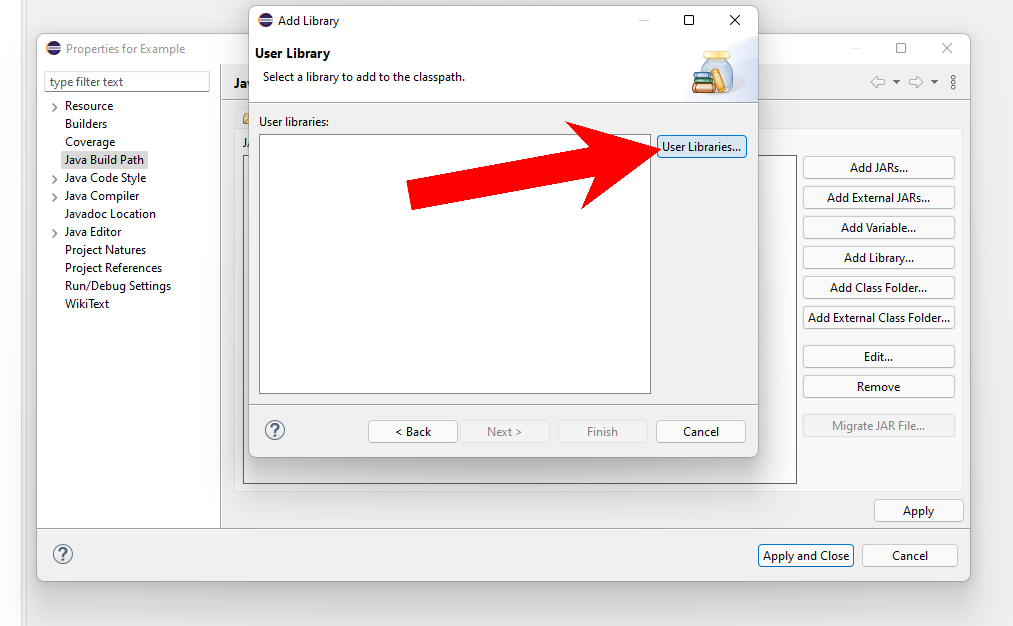 Add Library
User Library
Select a library to add to the classpath.
User libraries:
User Libraries...
< Back
Next >
Finish
Cancel
Properties for Example
type filter text
Resource
Builders
Coverage
Java Build Path
Java Code Style
Java Compiler
Javadoc Location
Java Editor
Project Natures
Project References
Run/Debug Settings
WikiText
Jav
Add JARs...
Add External JARs...
Add Variable...
Add Library...
Add Class Folder...
Add External Class Folder...
Edit...
Remove
Migrate JAR File...
Apply
Apply and Close
Cancel